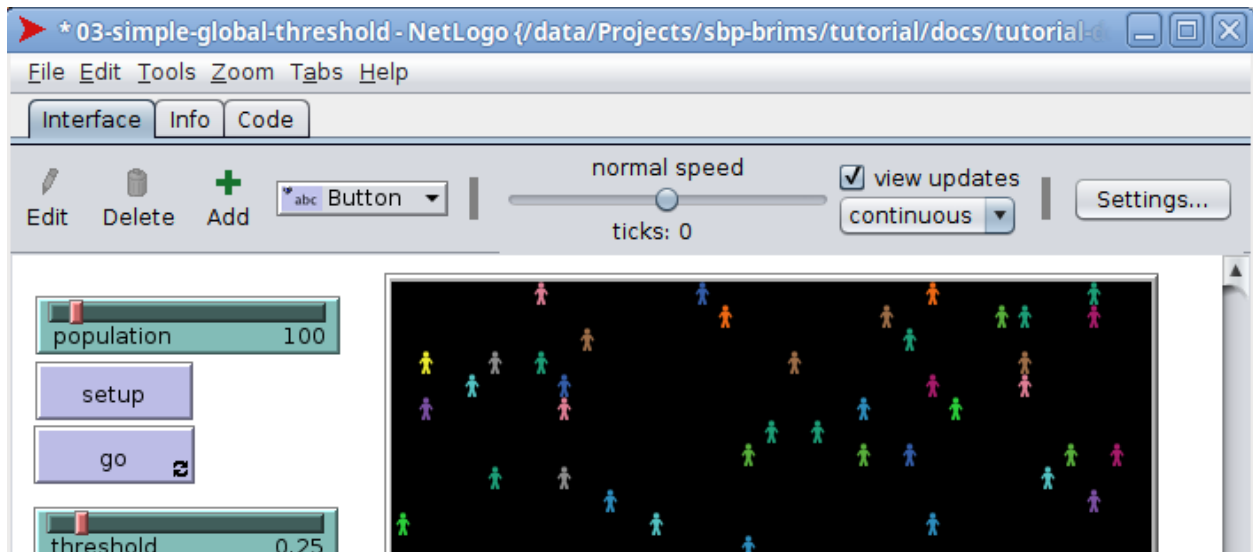 * 03-simple-global-threshold - NetLogo {/data/Projects/sbp-brims/tutorial/docs/tutorial-d
File Edit Tools Zoom Tabs Help
Interface Info Code
normal speed
view updates
Edit Delete Add abc Button continuous Settings...
ticks: 0
population 100
setup
go
threshold 0.25